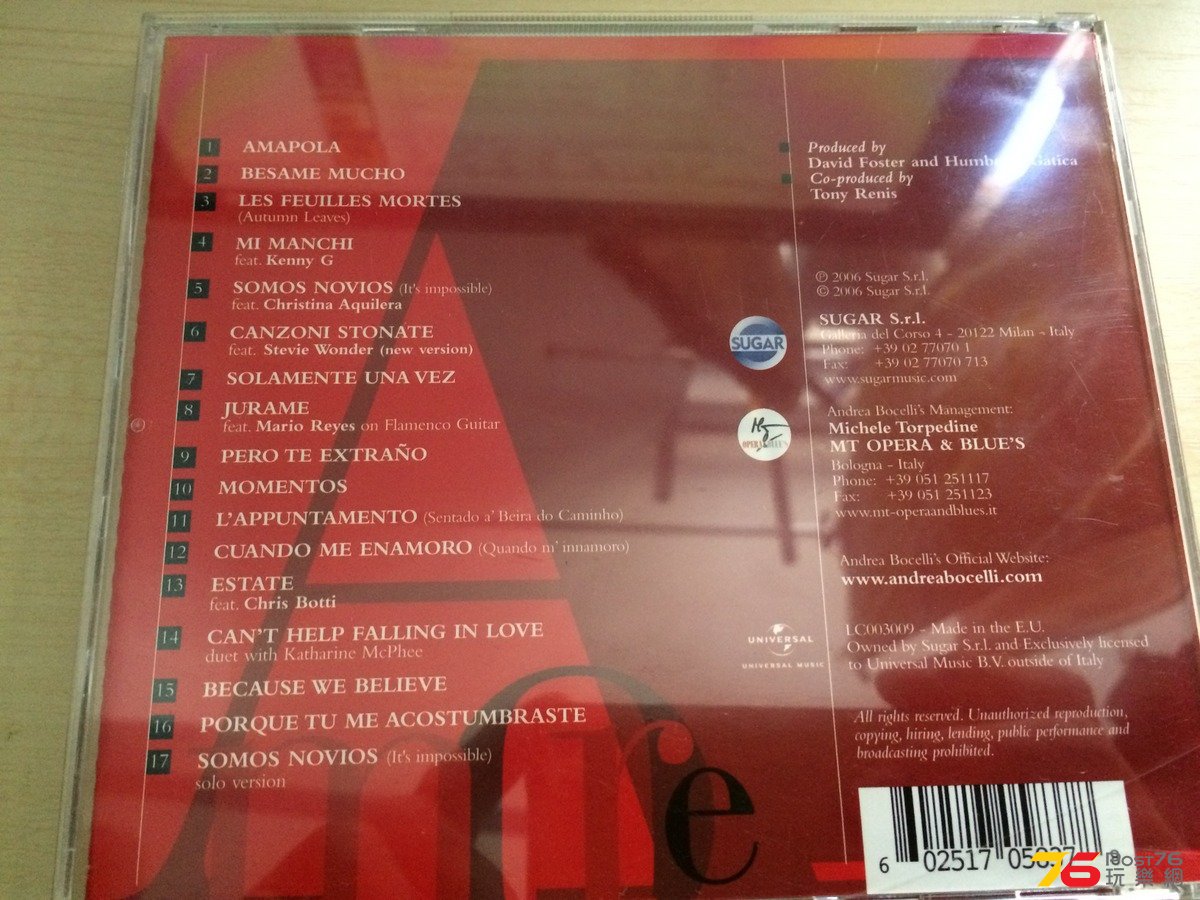 1 AMAPOLA
2 BESAME MUCHO
3 LES FEUILLES MORTES
(Autumn Leaves)
4 MI MANCHI
feat. Kenny G
5 SOMOS NOVIOS (It's impossible)
feat. Christina Aquilera
6 CANZONI STONATE
feat. Stevie Wonder (new version)
7 SOLAMENTE UNA VEZ
8 JURAME
feat. Mario Reyes on Flamenco Guitar
9 PERO TE EXTRAÑO
10 MOMENTOS
11 L'APPUNTAMENTO (Sentado a' Beira do Caminho)
12 CUANDO ME ENAMORO (Quando m' innamoro)
13 ESTATE
feat. Chris Botti
14 CAN'T HELP FALLING IN LOVE
duet with Katharine McPhee
15 BECAUSE WE BELIEVE
16 PORQUE TU ME ACOSTUMBRASTE
17 SOMOS NOVIOS (It's impossible)
solo version
Produced by
David Foster and Gatica
Co-produced by
Tony Renis
℗ 2006 Sugar S.r.l.
© 2006 Sugar S.r.l.
SUGAR
SUGAR S.r.l.
Galleria del Corso 4 - 20122 Milan - Italy
Phone: +39 02 77070 1
Fax: +39 02 77070 713
www.sugarmusic.com
Andrea Bocelli's Management:
Michele Torpedine
MT OPERA & BLUE'S
Bologna - Italy
Phone: +39 051 251117
Fax: +39 051 251123
www.mt-operaandblues.it
Andrea Bocelli's Official Website:
www.andreabocelli.com
UNIVERSAL
UNIVERSAL MUSIC
LC003009 - Made in the E.U.
Owned by Sugar S.r.l. and Exclusively licensed
to Universal Music B.V. outside of Italy
All rights reserved. Unauthorized reproduction,
copying, hiring, lending, public performance and
broadcasting prohibited.
A
e
6 02517
76 Post76
玩樂網